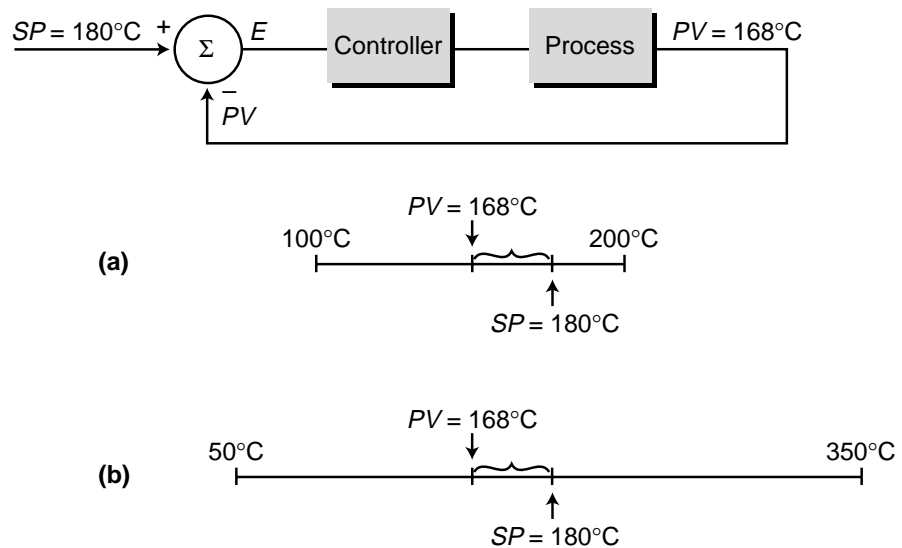 SP = 180°C + Σ E Controller Process PV = 168°C
−
PV
PV = 168°C
100°C 200°C
(a)
SP = 180°C
PV = 168°C
50°C 350°C
(b)
SP = 180°C